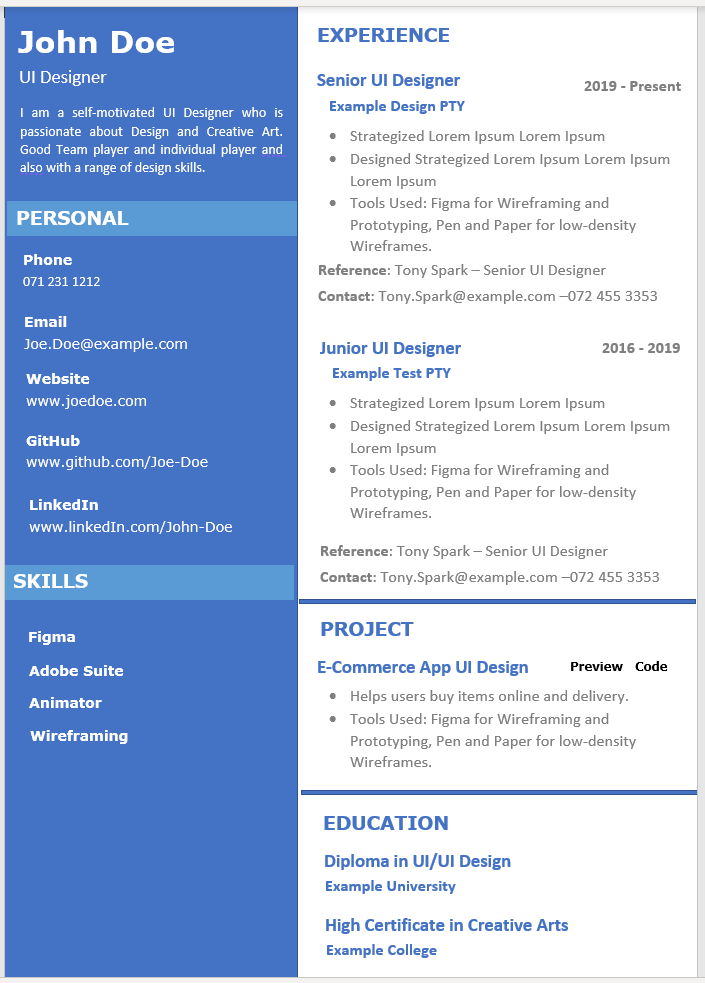 John Doe
UI Designer
I am a self-motivated UI Designer who is
passionate about Design and Creative Art.
Good Team player and individual player and
also with a range of design skills.
PERSONAL
Phone
071 231 1212
Email
Joe.Doe@example.com
Website
www.joedoe.com
GitHub
www.github.com/Joe-Doe
LinkedIn
www.linkedIn.com/John-Doe
SKILLS
Figma
Adobe Suite
Animator
Wireframing
EXPERIENCE
Senior UI Designer 2019 - Present
Example Design PTY
• Strategized Lorem Ipsum Lorem Ipsum
• Designed Strategized Lorem Ipsum Lorem Ipsum
Lorem Ipsum
• Tools Used: Figma for Wireframing and
Prototyping, Pen and Paper for low-density
Wireframes.
Reference: Tony Spark – Senior UI Designer
Contact: Tony.Spark@example.com –072 455 3353
Junior UI Designer 2016 - 2019
Example Test PTY
• Strategized Lorem Ipsum Lorem Ipsum
• Designed Strategized Lorem Ipsum Lorem Ipsum
Lorem Ipsum
• Tools Used: Figma for Wireframing and
Prototyping, Pen and Paper for low-density
Wireframes.
Reference: Tony Spark – Senior UI Designer
Contact: Tony.Spark@example.com –072 455 3353
PROJECT
E-Commerce App UI Design Preview Code
• Helps users buy items online and delivery.
• Tools Used: Figma for Wireframing and
Prototyping, Pen and Paper for low-density
Wireframes.
EDUCATION
Diploma in UI/UI Design
Example University
High Certificate in Creative Arts
Example College